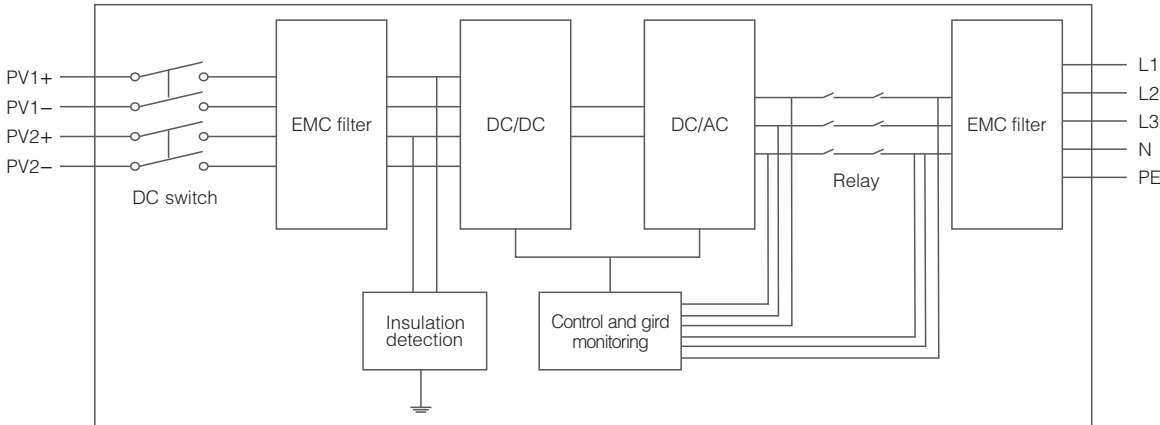 PV1+
PV1−
PV2+
PV2−
DC switch
EMC filter
DC/DC
DC/AC
Relay
EMC filter
L1
L2
L3
N
PE
Insulation
detection
Control and gird
monitoring